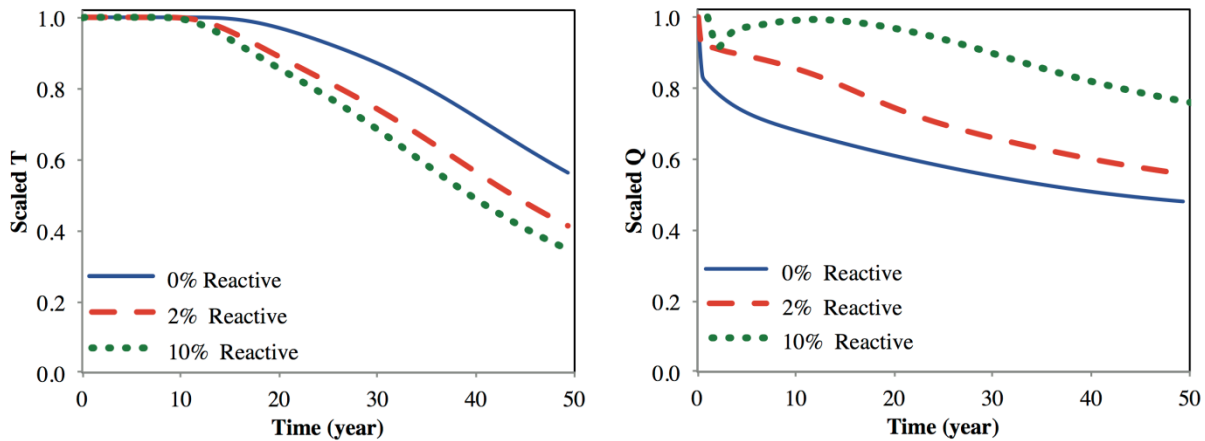 Scaled T
1.0
0.8
0.6
0.4
0.2
0.0
0% Reactive
2% Reactive
10% Reactive
0 10 20 30 40 50
Time (year)
Scaled Q
1.0
0.8
0.6
0.4
0.2
0.0
0% Reactive
2% Reactive
10% Reactive
0 10 20 30 40 50
Time (year)